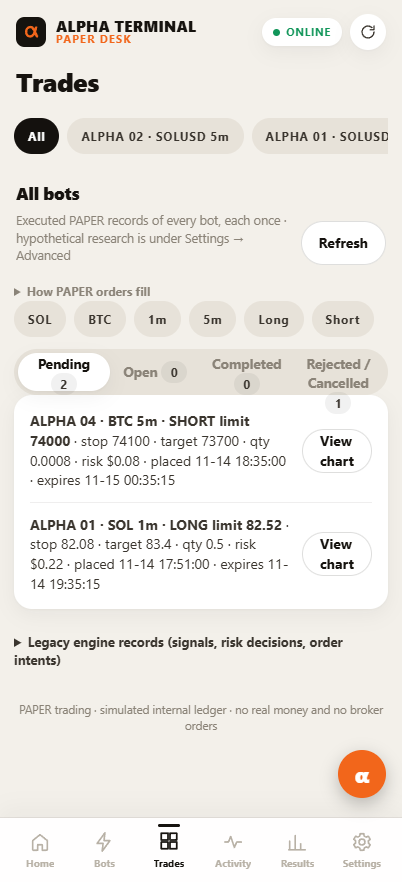 α ALPHA TERMINAL
PAPER DESK
ONLINE
Trades
All
ALPHA 02 · SOLUSD 5m
ALPHA 01 · SOLUSD
All bots
Executed PAPER records of every bot, each once ·
hypothetical research is under Settings →
Advanced
Refresh
▶ How PAPER orders fill
SOL BTC 1m 5m Long Short
Pending
2
Open 0
Completed
0
Rejected /
Cancelled
1
ALPHA 04 · BTC 5m · SHORT limit
74000 · stop 74100 · target 73700 · qty
0.0008 · risk $0.08 · placed 11-14 18:35:00
· expires 11-15 00:35:15
View
chart
ALPHA 01 · SOL 1m · LONG limit 82.52 ·
stop 82.08 · target 83.4 · qty 0.5 · risk
$0.22 · placed 11-14 17:51:00 · expires 11-
14 19:35:15
View
chart
▶ Legacy engine records (signals, risk decisions, order
intents)
PAPER trading · simulated internal ledger · no real money and no broker
orders
α
Home Bots Trades Activity Results Settings